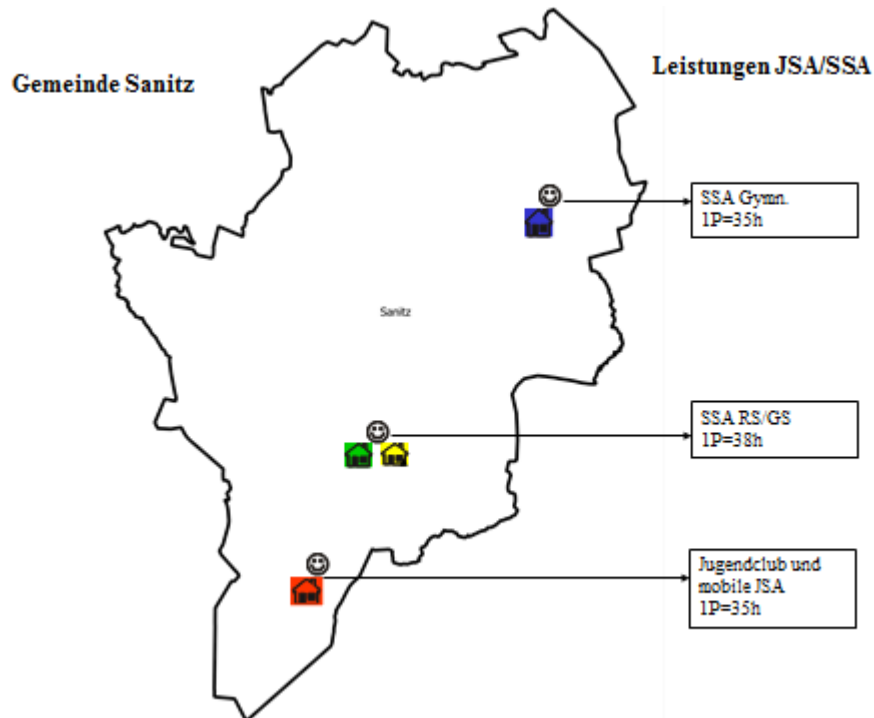 Gemeinde Sanitz
Leistungen JSA/SSA
SSA Gymn.
1P=35h
Sanitz
SSA RS/GS
1P=38h
Jugendclub und
mobile JSA
1P=35h